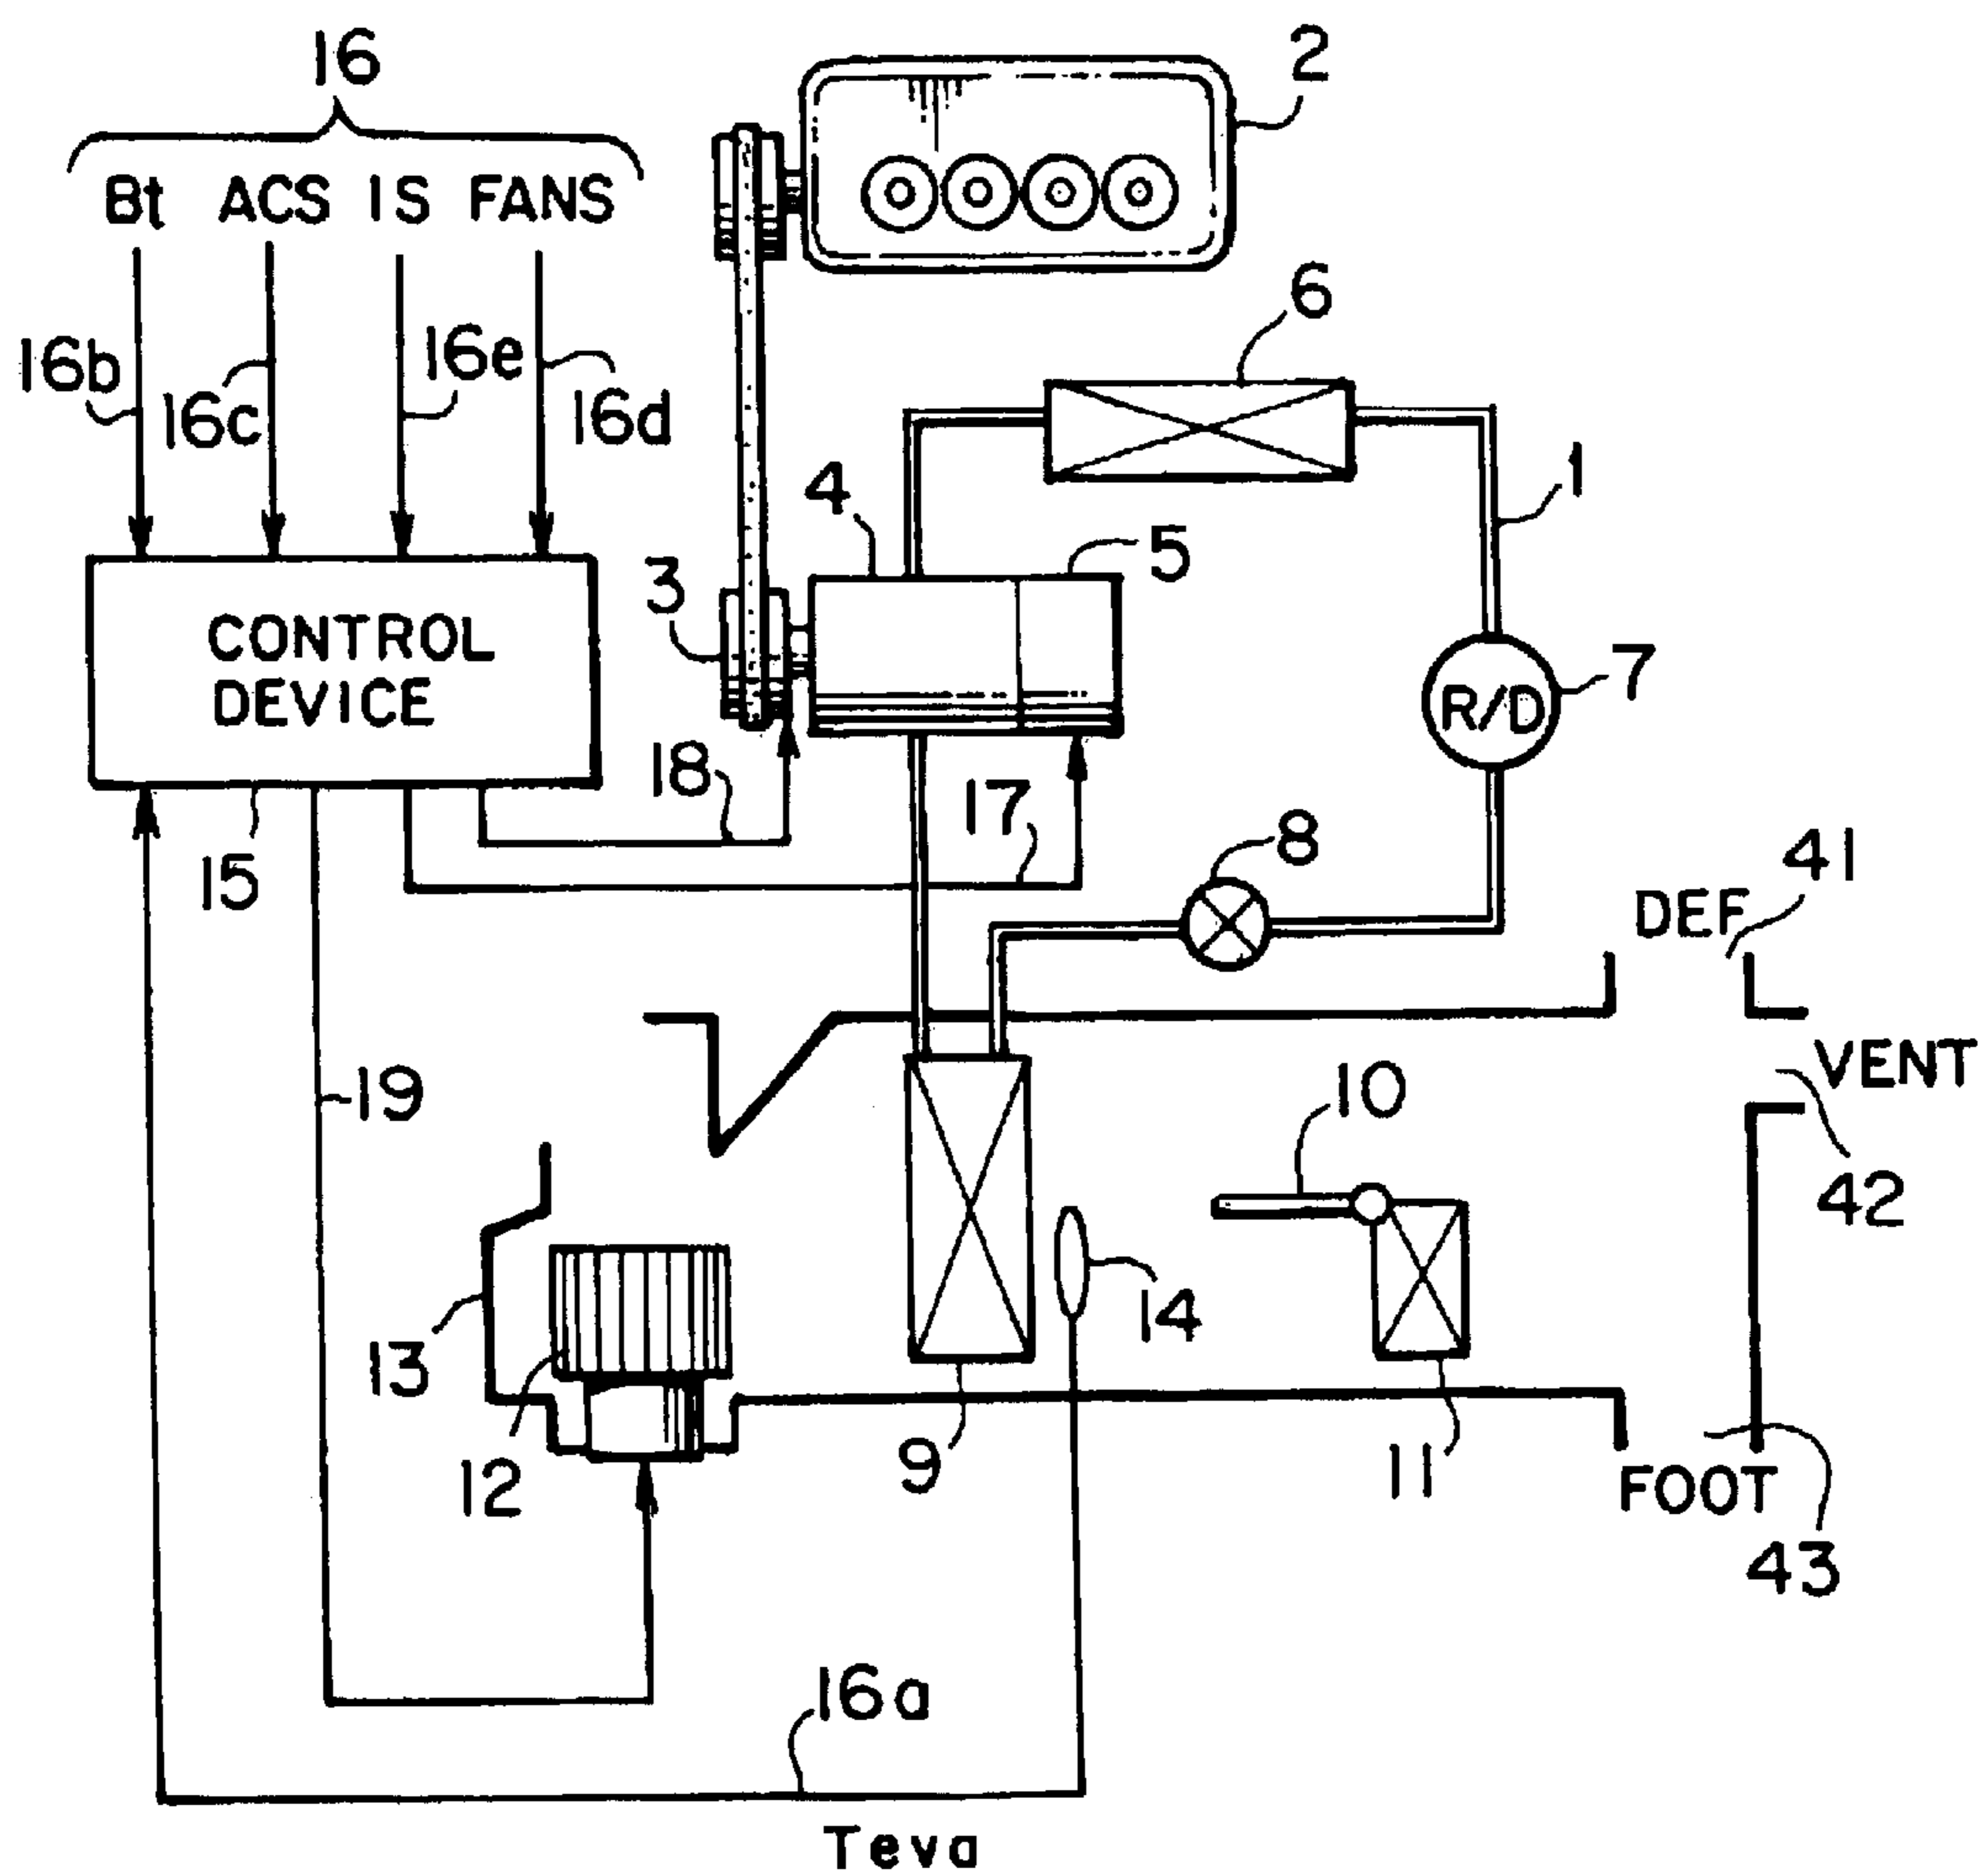 16
2
Bt ACS IS FANS
6
16b
16c
16e
16d
1
4
5
3
CONTROL
DEVICE
7
R/D
18
17
8
15
DEF
41
VENT
19
10
42
14
13
12
9
11
FOOT
43
16a
Teva